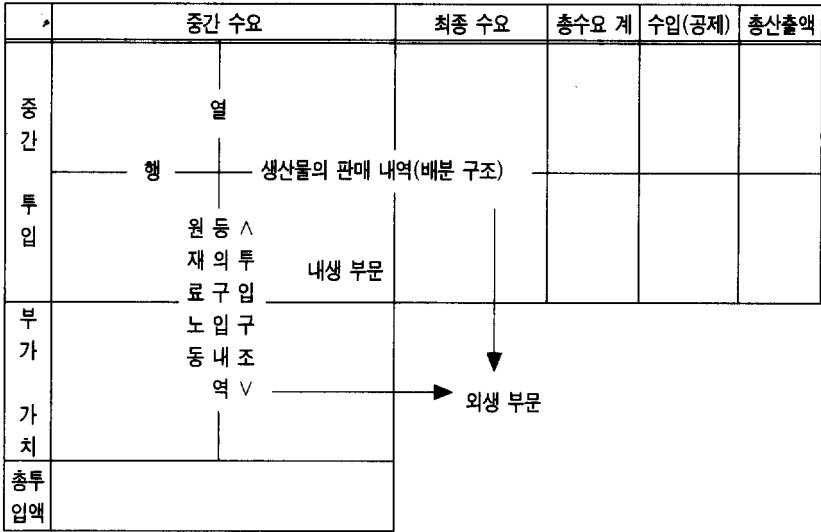 중간 수요 최종 수요 총수요 계 수입(공제) 총산출액
중간 투입
열
행 생산물의 판매 내역(배분 구조)
원재료노동
등의구입내역
<투입구조>
내생 부문
부가 가치
외생 부문
총투
입액